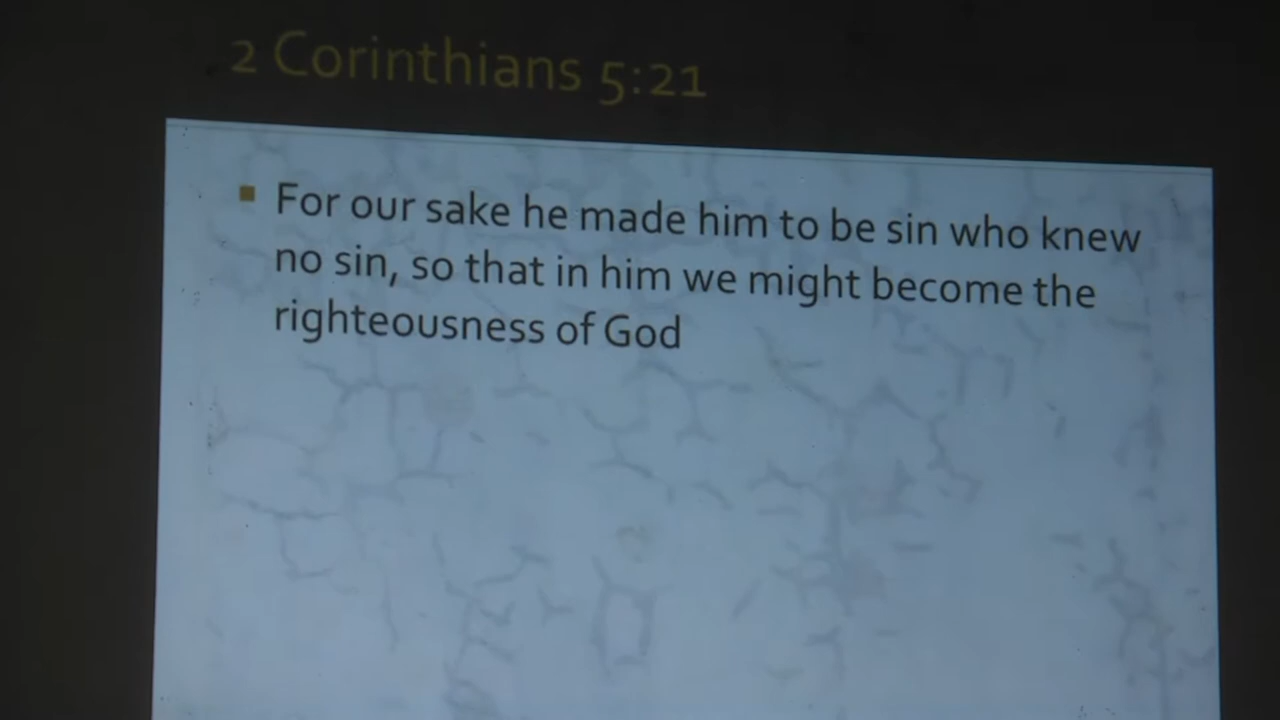 2 Corinthians 5:21
For our sake he made him to be sin who knew
no sin, so that in him we might become the
righteousness of God